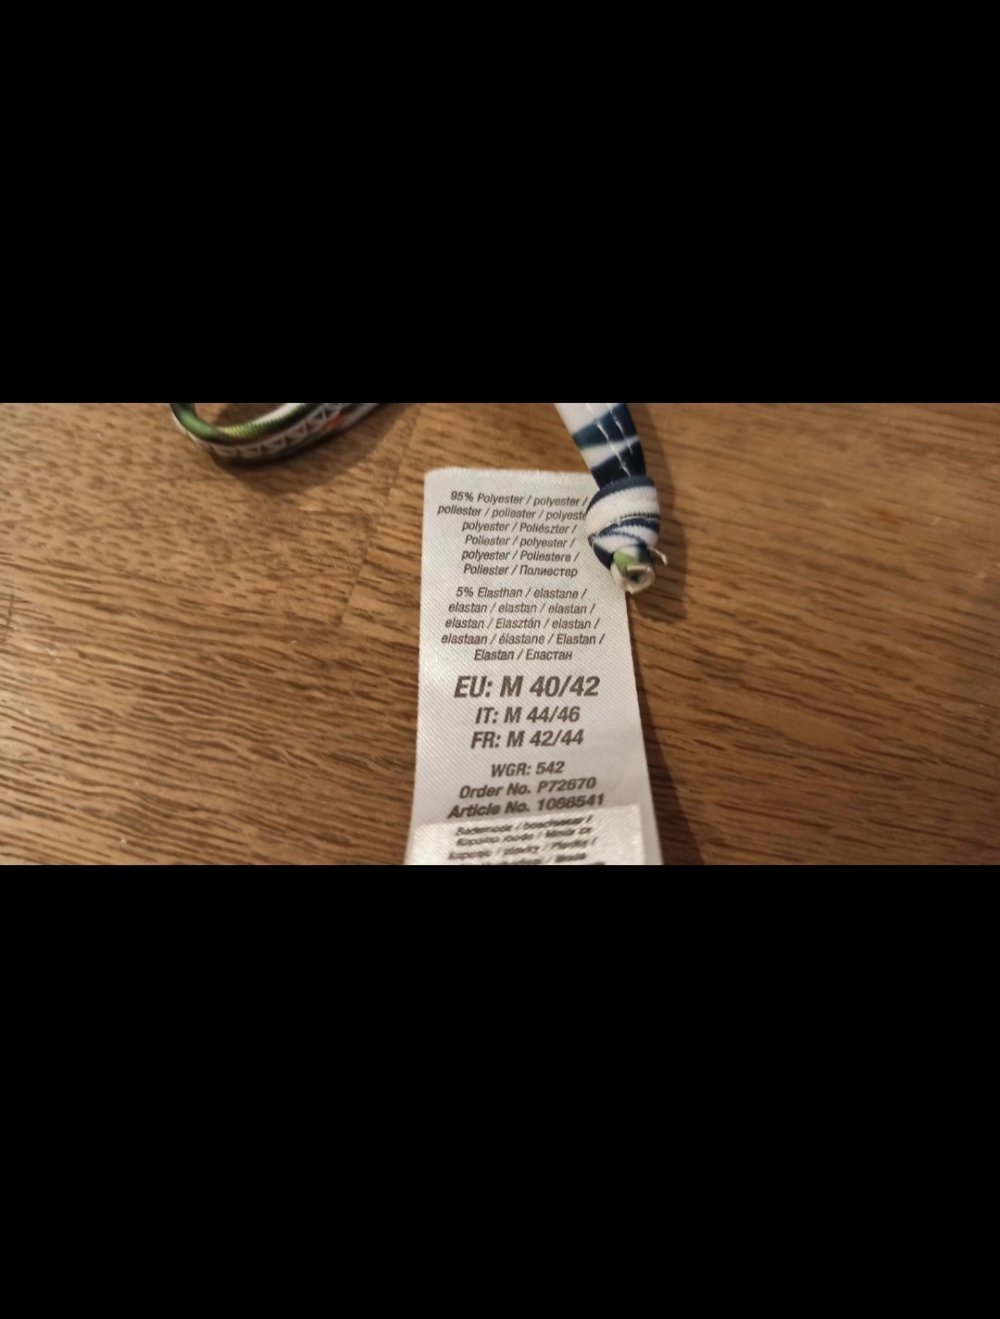 95% Polyester / polyester /
poliester / poliester / polyeste
polyester / Poliészter /
Poliester / polyester /
polyester / Poliestere /
Poliester / Полиестер
5% Elasthan / elastane /
elastan / elastan / elastan /
elastan / Elasztán / elastan /
elastaan / élastane / Elastan /
Elastan / Еластан
EU: M 40/42
IT: M 44/46
FR: M 42/44
WGR: 542
Order No. P72670
Article No. 1086541
Bademode /